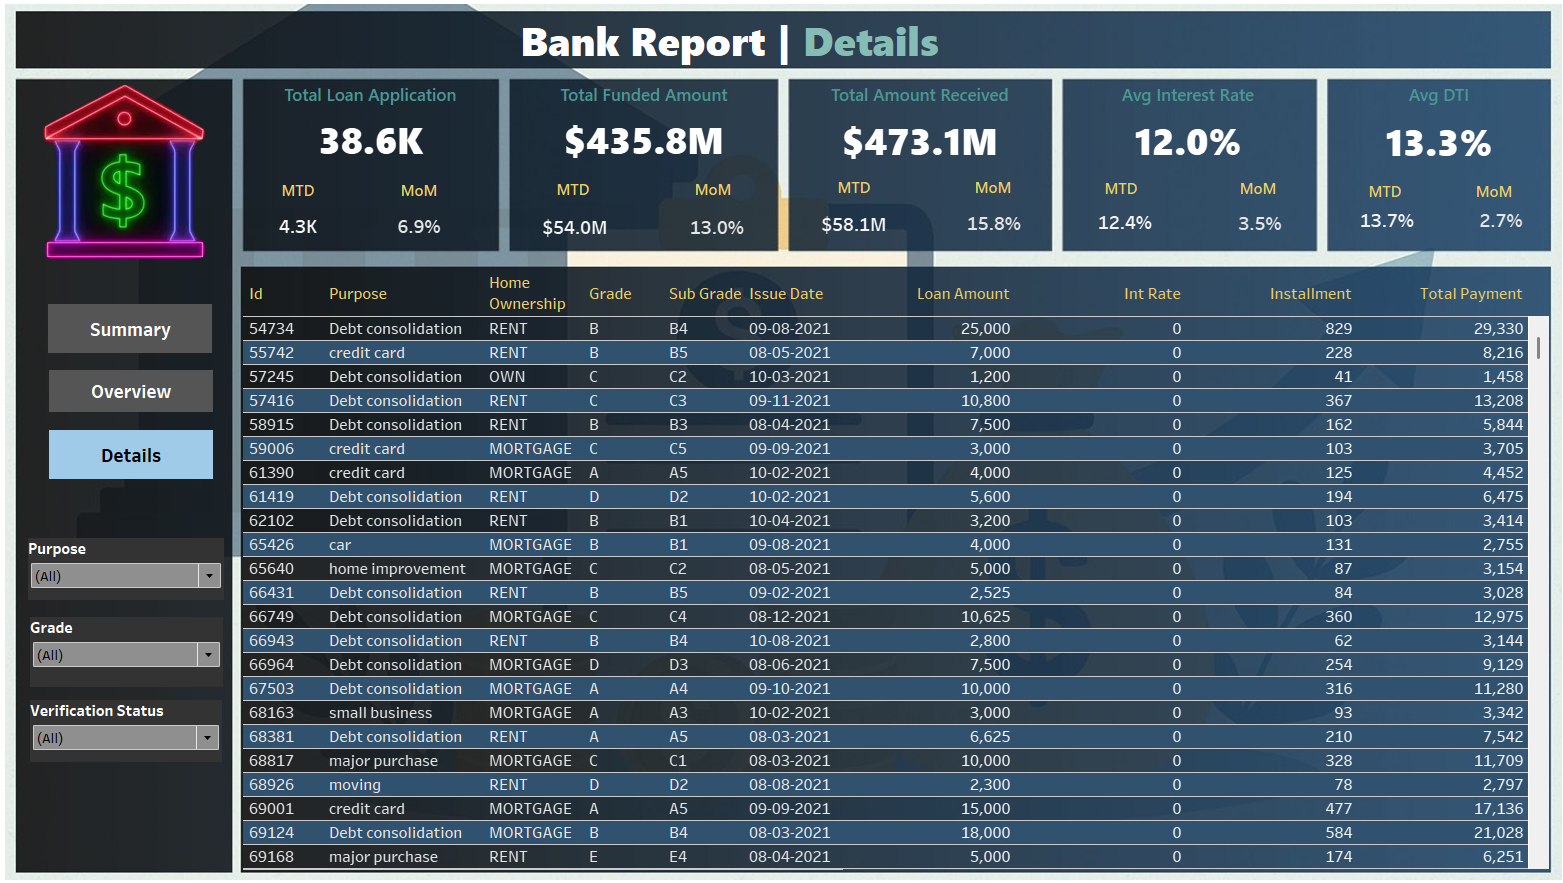 Bank Report | Details
Total Loan Application
38.6K
MTD MoM
4.3K 6.9%
Total Funded Amount
$435.8M
MTD MoM
$54.0M 13.0%
Total Amount Received
$473.1M
MTD MoM
$58.1M 15.8%
Avg Interest Rate
12.0%
MTD MoM
12.4% 3.5%
Avg DTI
13.3%
MTD MoM
13.7% 2.7%
$
Summary
Overview
Details
Purpose
(All)
Grade
(All)
Verification Status
(All)
Id Purpose Home Ownership Grade Sub Grade Issue Date Loan Amount Int Rate Installment Total Payment
54734 Debt consolidation RENT B B4 09-08-2021 25,000 0 829 29,330
55742 credit card RENT B B5 08-05-2021 7,000 0 228 8,216
57245 Debt consolidation OWN C C2 10-03-2021 1,200 0 41 1,458
57416 Debt consolidation RENT C C3 09-11-2021 10,800 0 367 13,208
58915 Debt consolidation RENT B B3 08-04-2021 7,500 0 162 5,844
59006 credit card MORTGAGE C C5 09-09-2021 3,000 0 103 3,705
61390 credit card MORTGAGE A A5 10-02-2021 4,000 0 125 4,452
61419 Debt consolidation RENT D D2 10-02-2021 5,600 0 194 6,475
62102 Debt consolidation RENT B B1 10-04-2021 3,200 0 103 3,414
65426 car MORTGAGE B B1 09-08-2021 4,000 0 131 2,755
65640 home improvement MORTGAGE C C2 08-05-2021 5,000 0 87 3,154
66431 Debt consolidation RENT B B5 09-02-2021 2,525 0 84 3,028
66749 Debt consolidation MORTGAGE C C4 08-12-2021 10,625 0 360 12,975
66943 Debt consolidation RENT B B4 10-08-2021 2,800 0 62 3,144
66964 Debt consolidation MORTGAGE D D3 08-06-2021 7,500 0 254 9,129
67503 Debt consolidation MORTGAGE A A4 09-10-2021 10,000 0 316 11,280
68163 small business MORTGAGE A A3 10-02-2021 3,000 0 93 3,342
68381 Debt consolidation RENT A A5 08-03-2021 6,625 0 210 7,542
68817 major purchase MORTGAGE C C1 08-03-2021 10,000 0 328 11,709
68926 moving RENT D D2 08-08-2021 2,300 0 78 2,797
69001 credit card MORTGAGE A A5 09-09-2021 15,000 0 477 17,136
69124 Debt consolidation MORTGAGE B B4 08-03-2021 18,000 0 584 21,028
69168 major purchase RENT E E4 08-04-2021 5,000 0 174 6,251